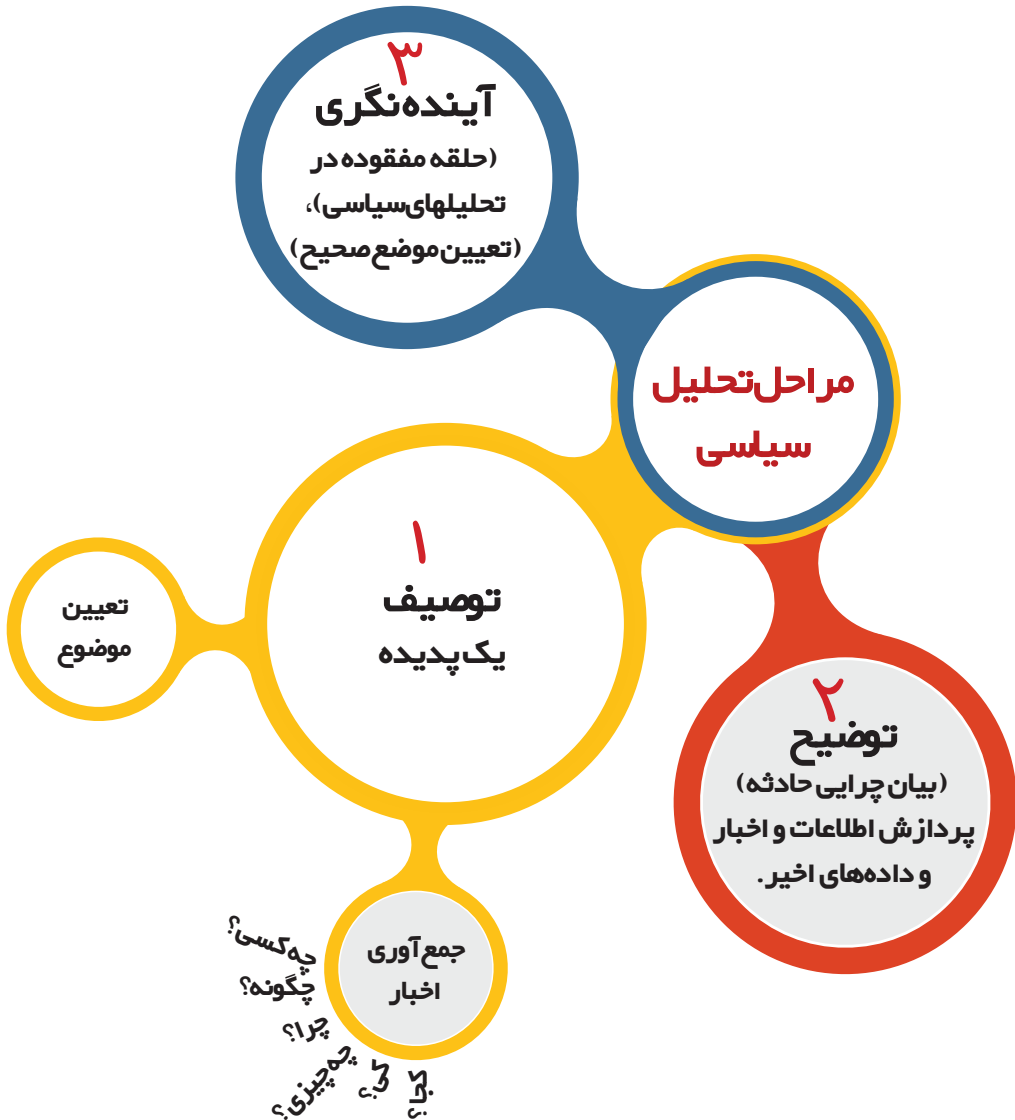 ۳
آینده‌نگری
(حلقه مفقوده در
تحلیلهای‌سیاسی)،
(تعیین موضع صحیح)
مراحل تحلیل
سیاسی
۱
توصیف
یک پدیده
تعیین
موضوع
۲
توضیح
(بیان چرایی حادثه)
پردازش اطلاعات و اخبار
و داده‌های اخیر.
جمع‌آوری
اخبار
چه کسی؟
چگونه؟
چرا؟
چه چیزی؟
کی؟
کجا؟